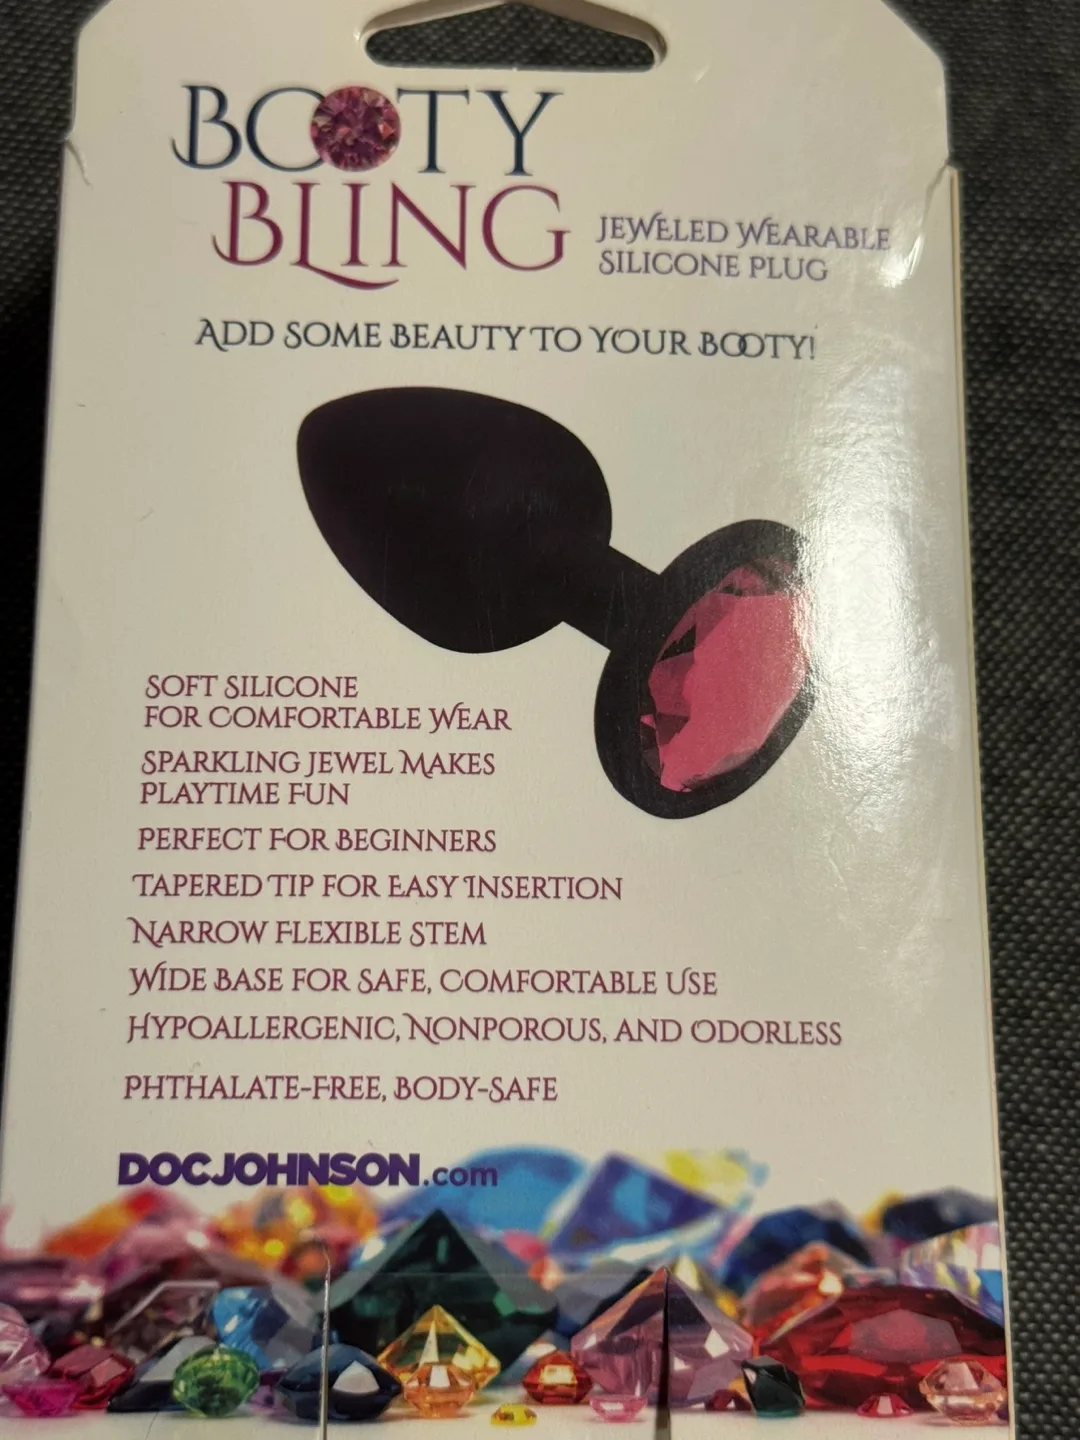 BOOTY
BLING
JEWELED WEARABLE
SILICONE PLUG
ADD SOME BEAUTY TO YOUR BOOTY!
SOFT SILICONE
FOR COMFORTABLE WEAR
SPARKLING JEWEL MAKES
PLAYTIME FUN
PERFECT FOR BEGINNERS
TAPERED TIP FOR EASY INSERTION
NARROW FLEXIBLE STEM
WIDE BASE FOR SAFE, COMFORTABLE USE
HYPOALLERGENIC, NONPOROUS, AND ODORLESS
PHTHALATE-FREE, BODY-SAFE
DOCJOHNSON.com